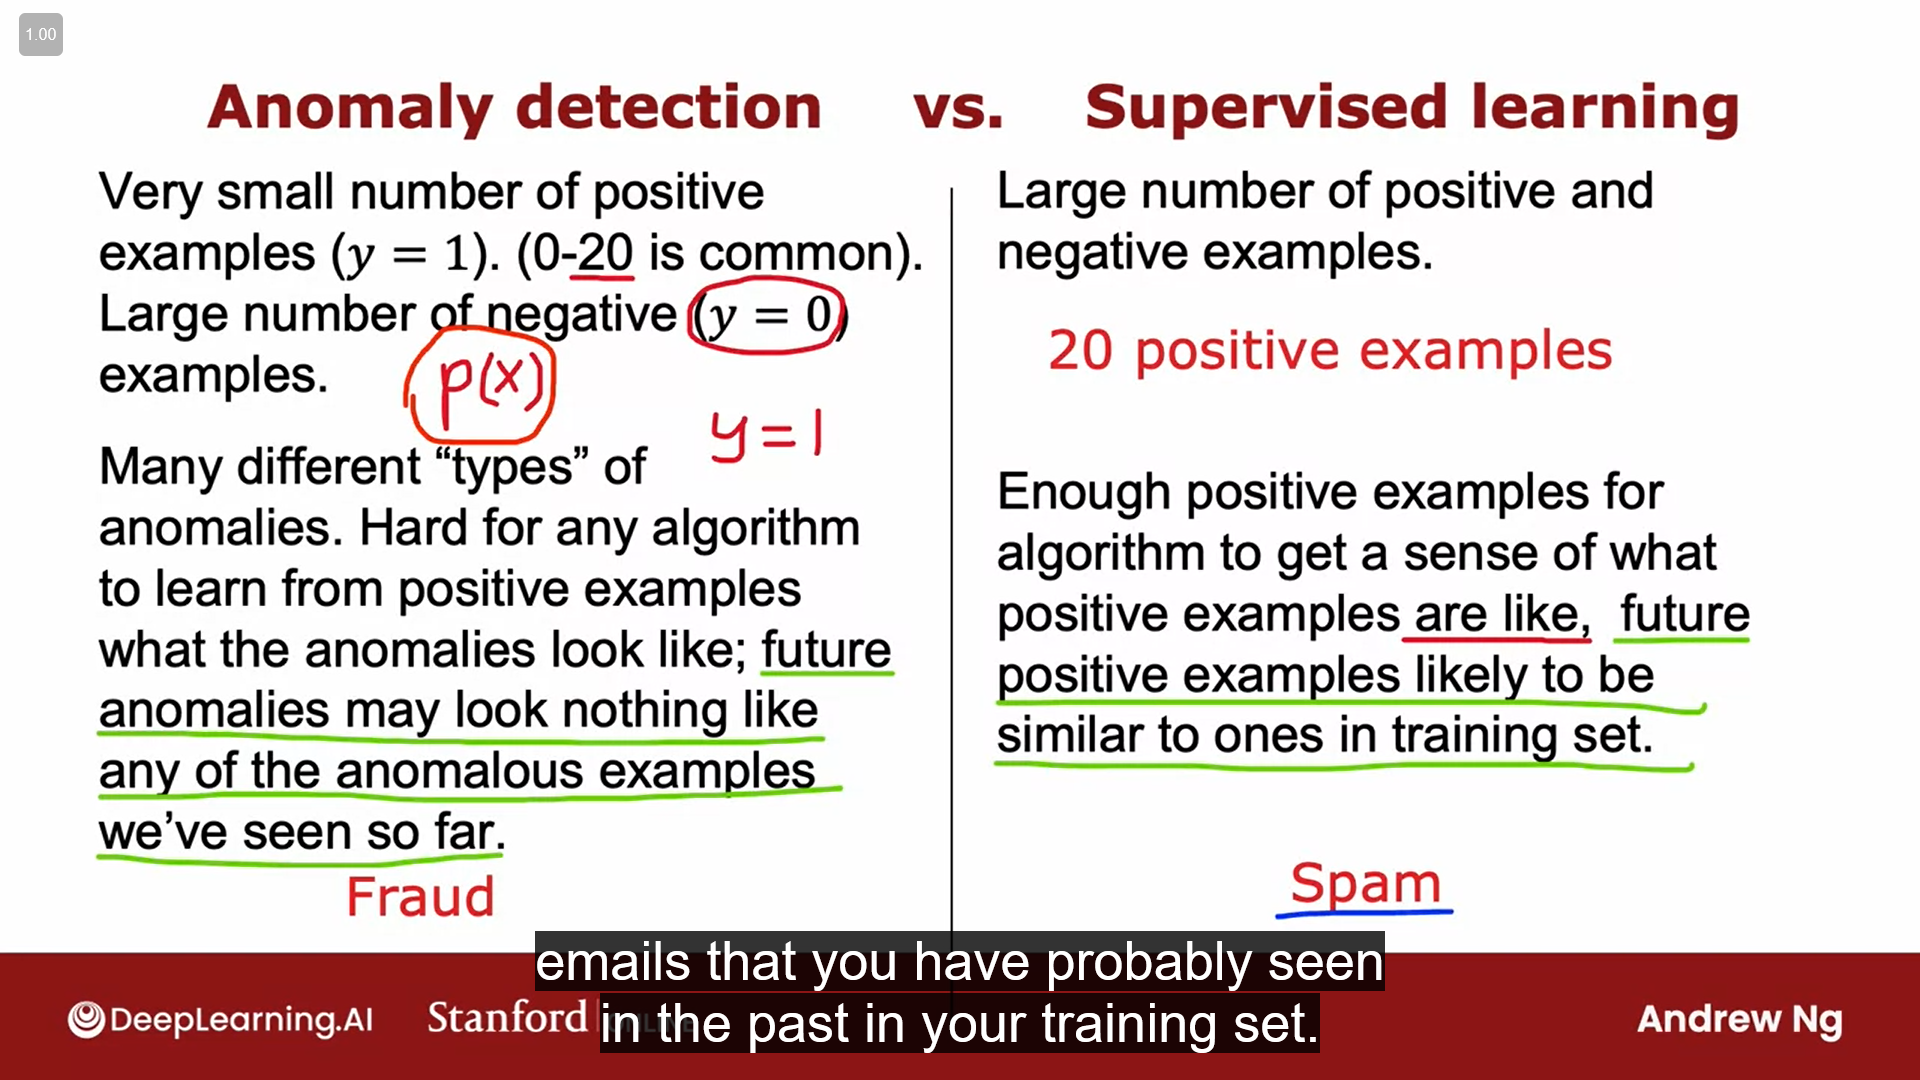 1.00
Anomaly detection vs. Supervised learning
Very small number of positive
examples (y = 1). (0-20 is common).
Large number of negative (y = 0)
examples.
p(x)
y=1
Many different “types” of
anomalies. Hard for any algorithm
to learn from positive examples
what the anomalies look like; future
anomalies may look nothing like
any of the anomalous examples
we’ve seen so far.
Fraud
Large number of positive and
negative examples.
20 positive examples
Enough positive examples for
algorithm to get a sense of what
positive examples are like, future
positive examples likely to be
similar to ones in training set.
Spam
emails that you have probably seen
in the past in your training set.
DeepLearning.AI
Stanford
Andrew Ng